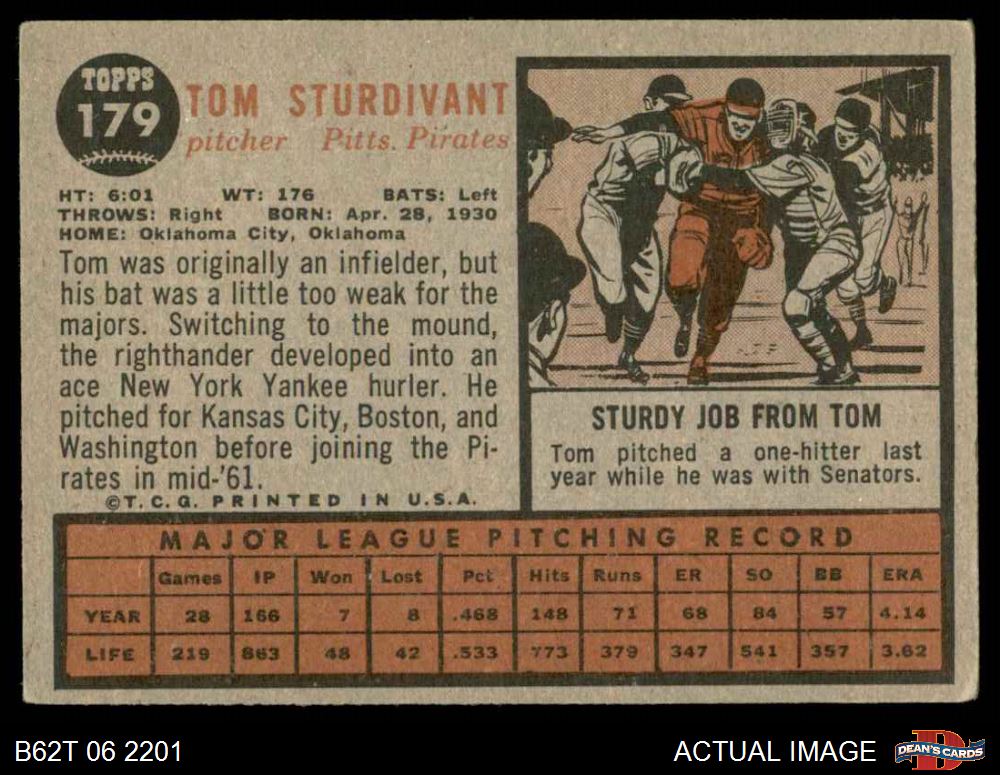 TOPPS
179
TOM STURDIVANT
pitcher Pitts. Pirates
HT: 6:01 WT: 176 BATS: Left
THROWS: Right BORN: Apr. 28, 1930
HOME: Oklahoma City, Oklahoma
Tom was originally an infielder, but
his bat was a little too weak for the
majors. Switching to the mound,
the righthander developed into an
ace New York Yankee hurler. He
pitched for Kansas City, Boston, and
Washington before joining the Pi-
rates in mid-'61.
©T.C.G. PRINTED IN U.S.A.
STURDY JOB FROM TOM
Tom pitched a one-hitter last
year while he was with Senators.
MAJOR LEAGUE PITCHING RECORD
Games IP Won Lost Pct Hits Runs ER SO BB ERA
YEAR 28 166 7 8 .468 148 71 68 84 57 4.14
LIFE 219 863 48 42 .533 773 379 347 541 357 3.62
B62T 06 2201
ACTUAL IMAGE
DEAN'S CARDS